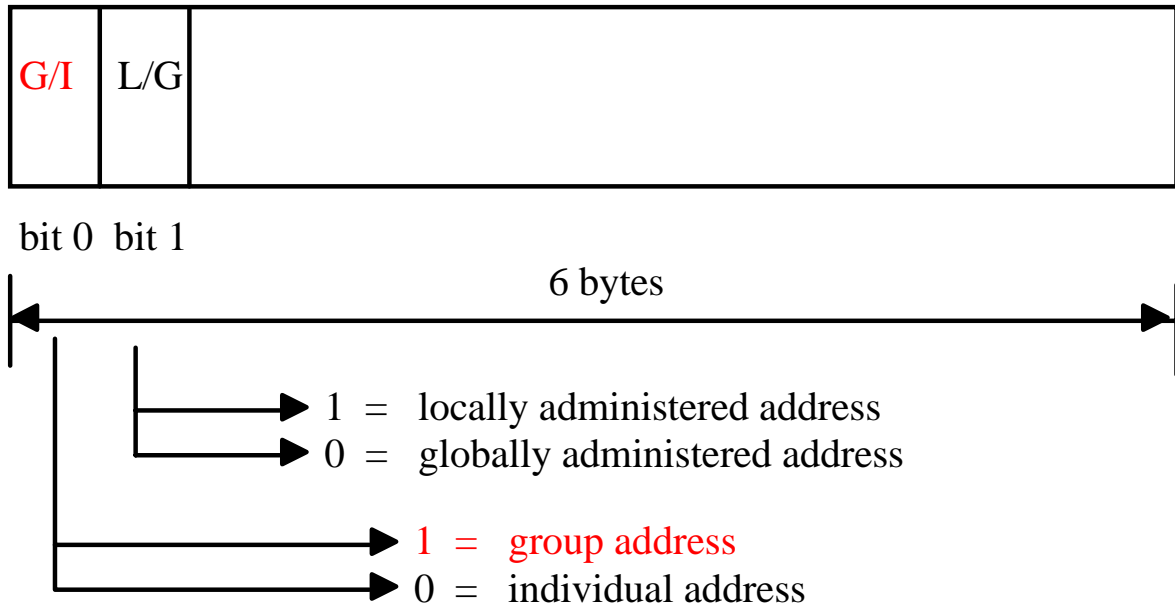 G/I L/G
bit 0 bit 1
6 bytes
1 = locally administered address
0 = globally administered address
1 = group address
0 = individual address